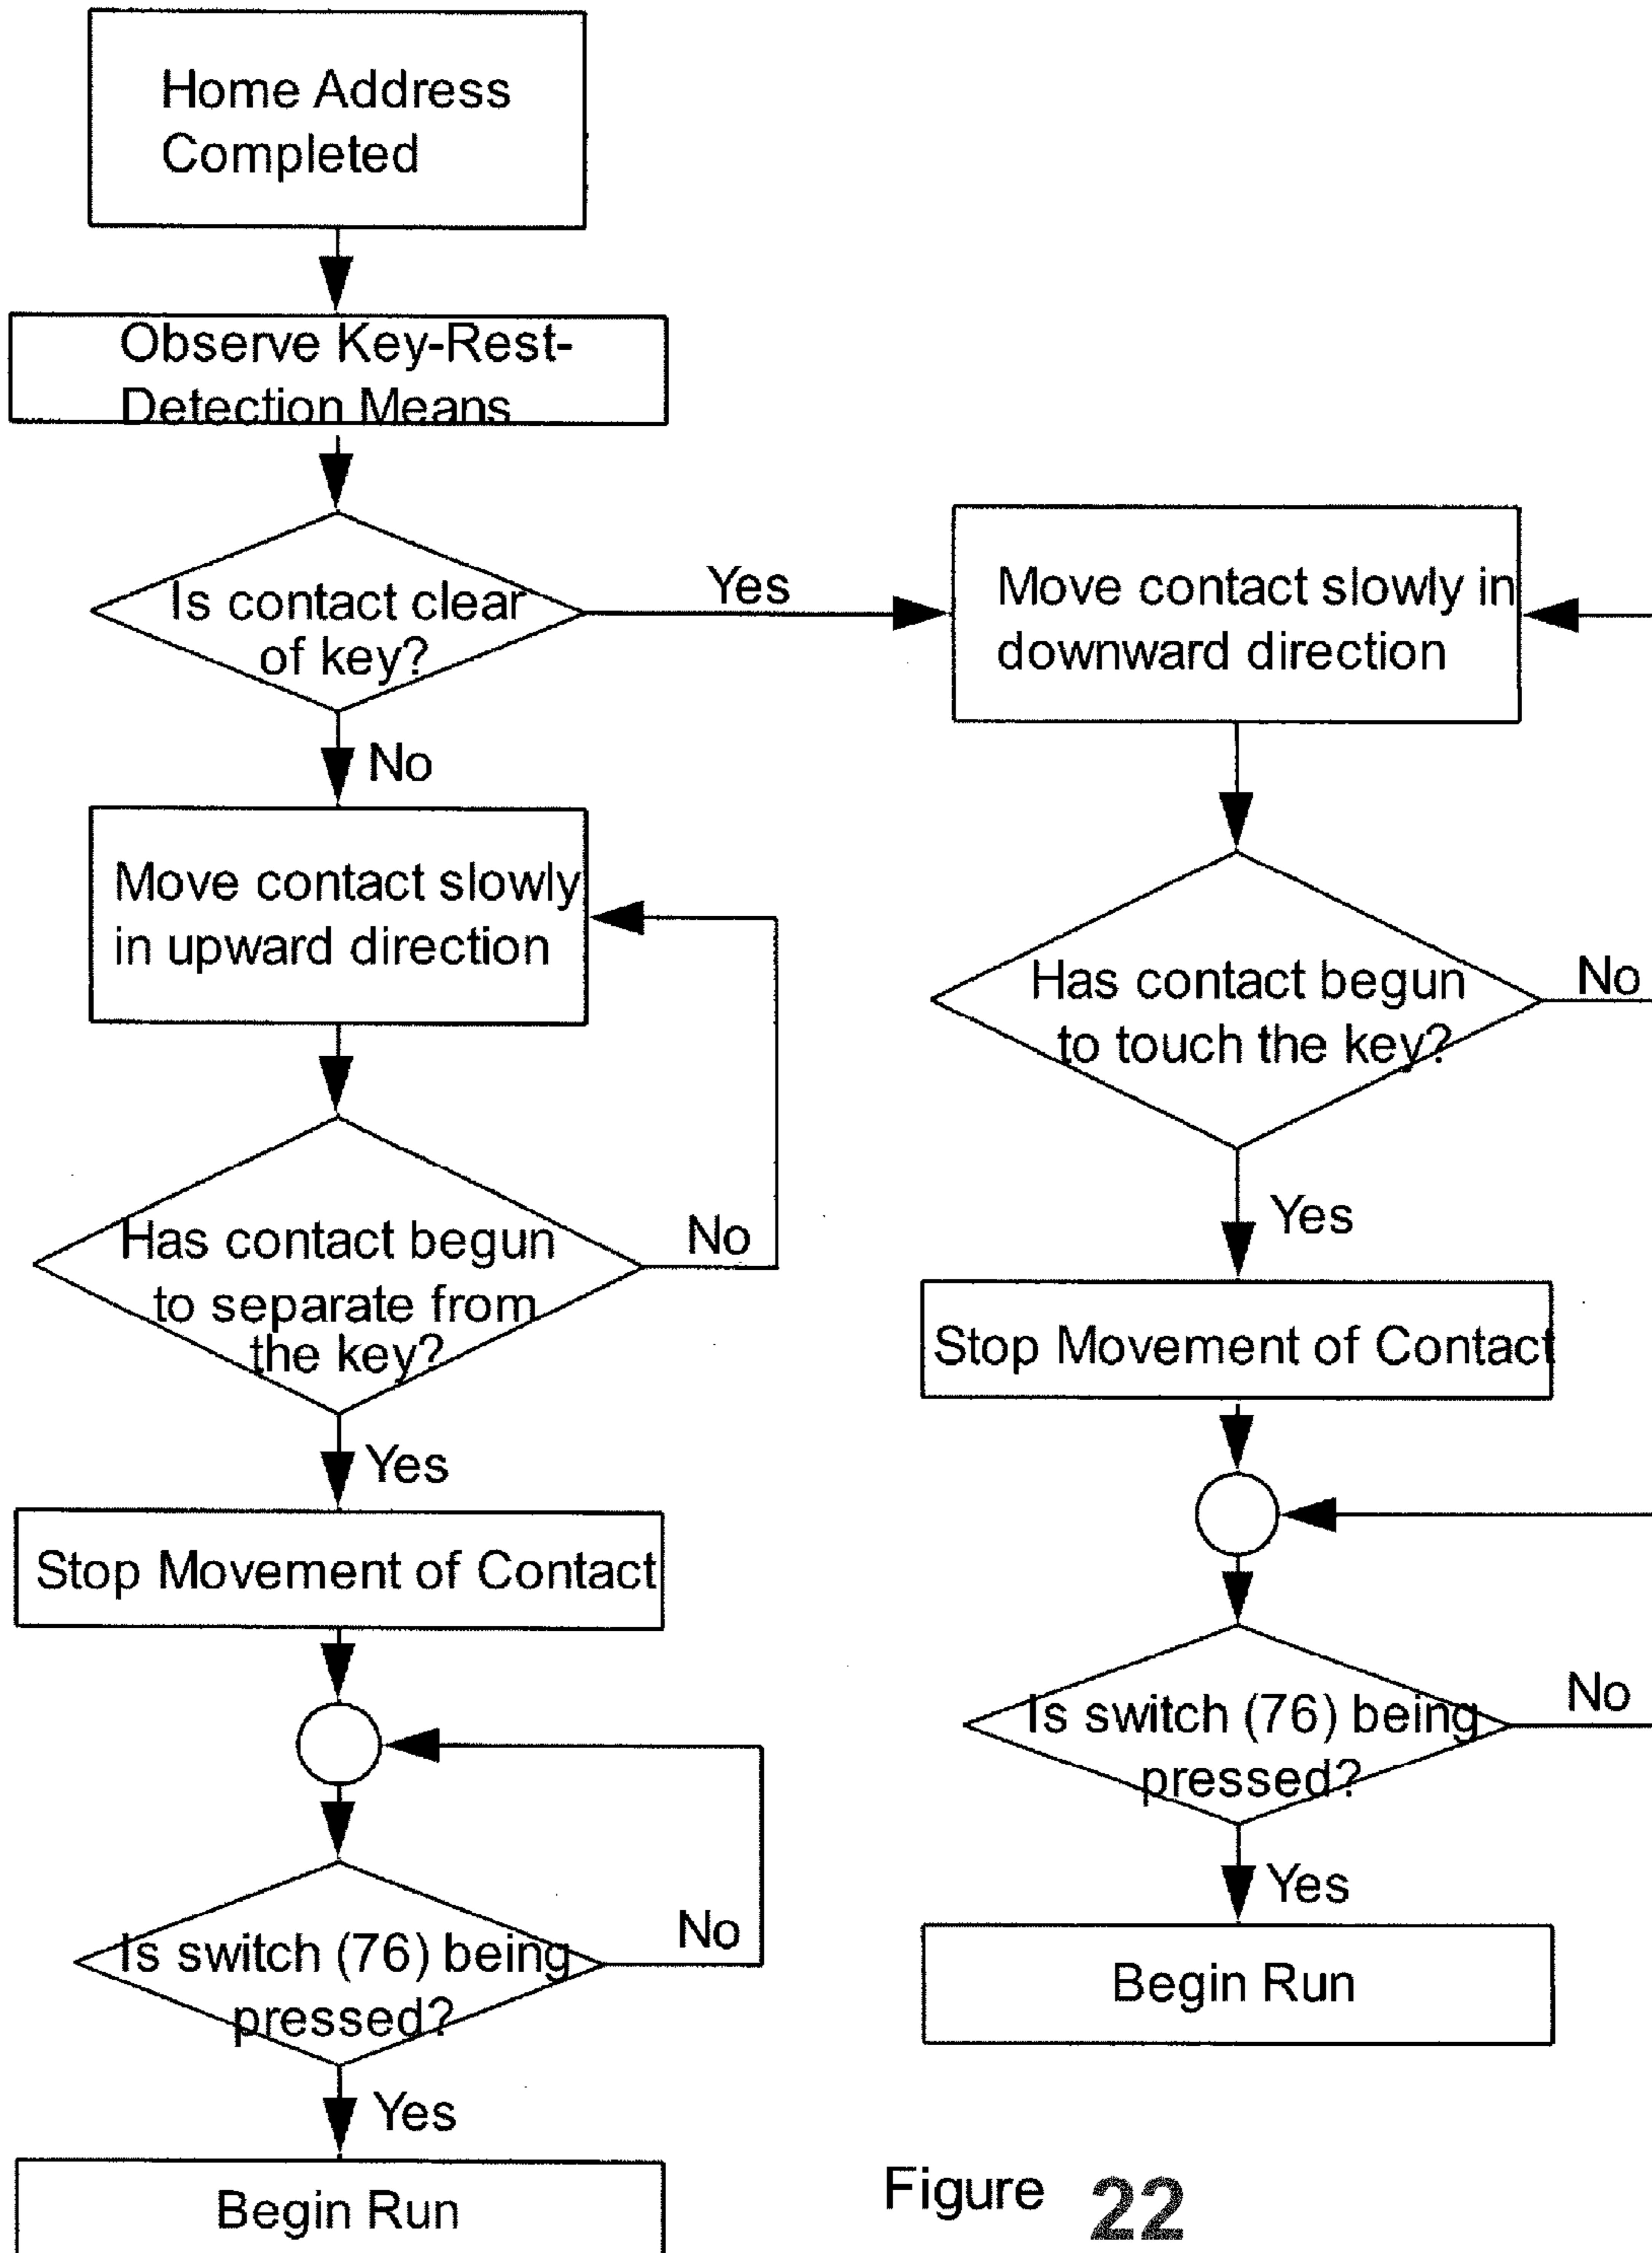 Home Address
Completed
Observe Key-Rest-
Detection Means
Is contact clear
of key?
Yes
No
Move contact slowly
in upward direction
Has contact begun
to separate from
the key?
No
Yes
Stop Movement of Contact
Is switch (76) being
pressed?
No
Yes
Begin Run
Move contact slowly in
downward direction
Has contact begun
to touch the key?
No
Yes
Stop Movement of Contact
Is switch (76) being
pressed?
No
Yes
Begin Run
Figure 22